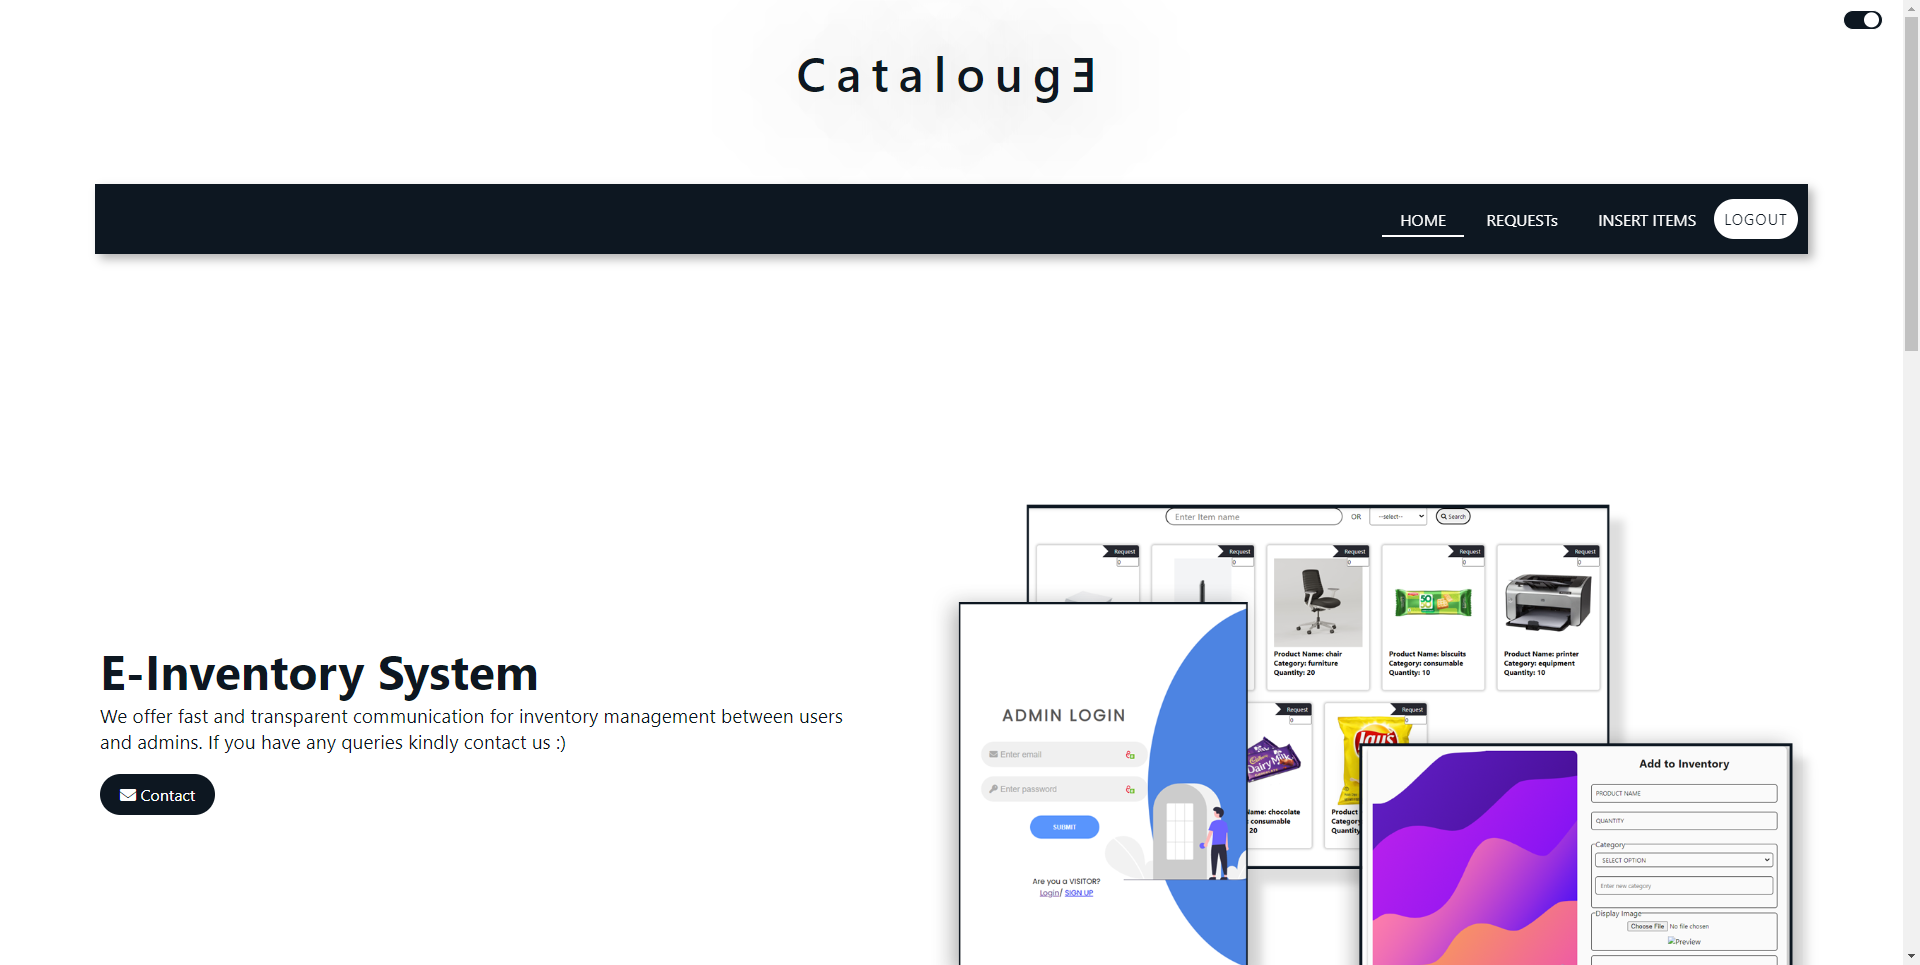 CatalougƎ
HOME
REQUESTs
INSERT ITEMS
LOGOUT
E-Inventory System
We offer fast and transparent communication for inventory management between users
and admins. If you have any queries kindly contact us :)
Contact
Enter Item name
OR
--select--
Search
Request
0
Request
0
Request
0
Request
0
Request
0
Product Name: chair
Category: furniture
Quantity: 20
Product Name: biscuits
Category: consumable
Quantity: 10
Product Name: printer
Category: equipment
Quantity: 10
Request
0
Request
0
Dairy Milk
Lays
Name: chocolate
consumable
20
Product
Category
Quantity
ADMIN LOGIN
Enter email
Enter password
SUBMIT
Are you a VISITOR?
Login/ SIGN UP
Add to Inventory
PRODUCT NAME
QUANTITY
Category
SELECT OPTION
Enter new category
Display Image
Choose File No file chosen
Preview